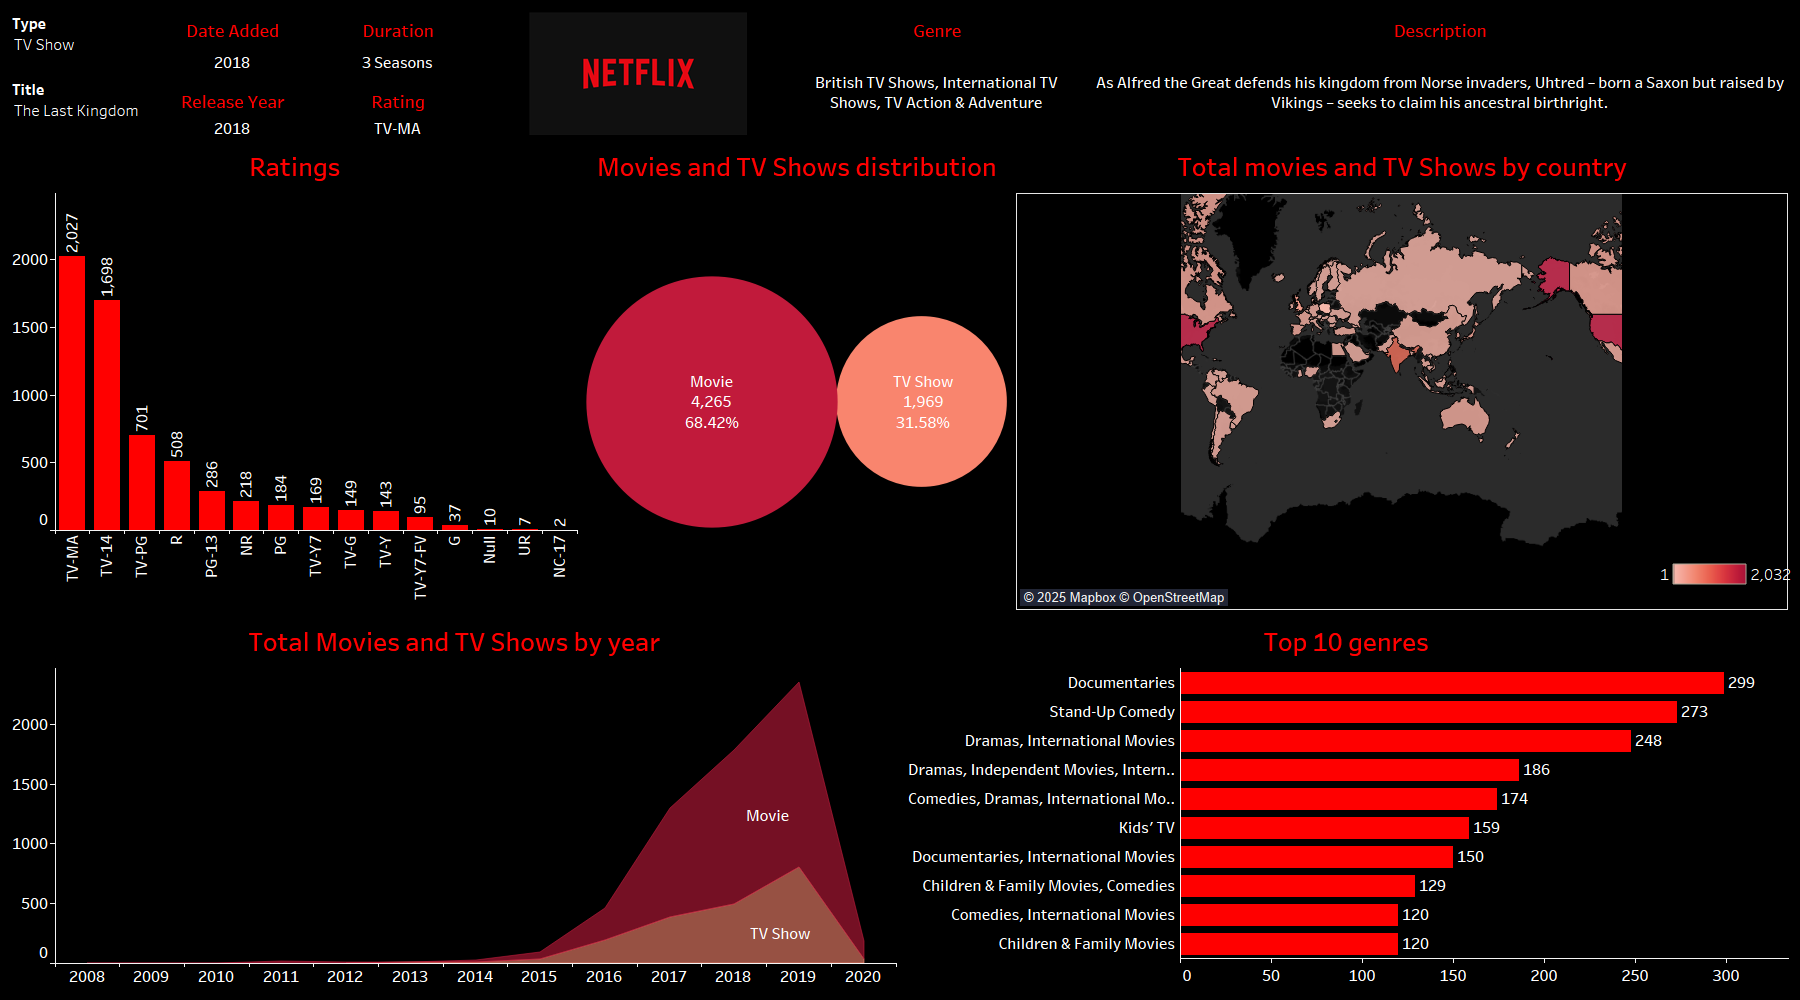 Type
TV Show
Title
The Last Kingdom
Date Added
2018
Release Year
2018
Duration
3 Seasons
Rating
TV-MA
NETFLIX
Genre
British TV Shows, International TV
Shows, TV Action & Adventure
Description
As Alfred the Great defends his kingdom from Norse invaders, Uhtred – born a Saxon but raised by
Vikings – seeks to claim his ancestral birthright.
Ratings
2000
1500
1000
500
0
2,027
1,698
701
508
286
218
184
169
149
143
95
37
10
7
2
TV-MA
TV-14
TV-PG
R
PG-13
NR
PG
TV-Y7
TV-G
TV-Y
TV-Y7-FV
G
Null
UR
NC-17
Movies and TV Shows distribution
Movie
4,265
68.42%
TV Show
1,969
31.58%
Total movies and TV Shows by country
1
2,032
© 2025 Mapbox © OpenStreetMap
Total Movies and TV Shows by year
2000
1500
1000
500
0
Movie
TV Show
2008
2009
2010
2011
2012
2013
2014
2015
2016
2017
2018
2019
2020
Top 10 genres
Documentaries 299
Stand-Up Comedy 273
Dramas, International Movies 248
Dramas, Independent Movies, Intern.. 186
Comedies, Dramas, International Mo.. 174
Kids’ TV 159
Documentaries, International Movies 150
Children & Family Movies, Comedies 129
Comedies, International Movies 120
Children & Family Movies 120
0 50 100 150 200 250 300